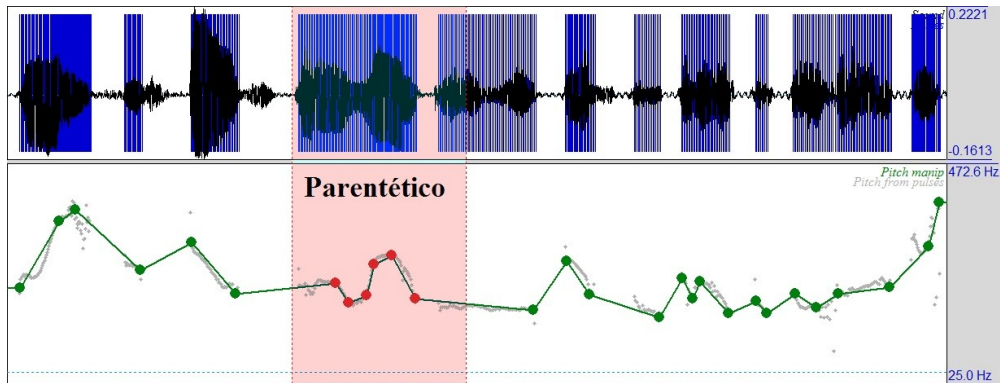 Sound
0.2221
-0.1613
Pitch manip
472.6 Hz
Pitch from pulses
Parentético
25.0 Hz